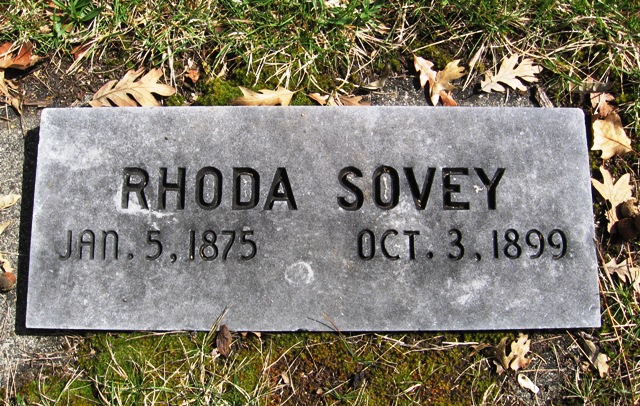 RHODA SOVEY
JAN. 5, 1875 OCT. 3, 1899